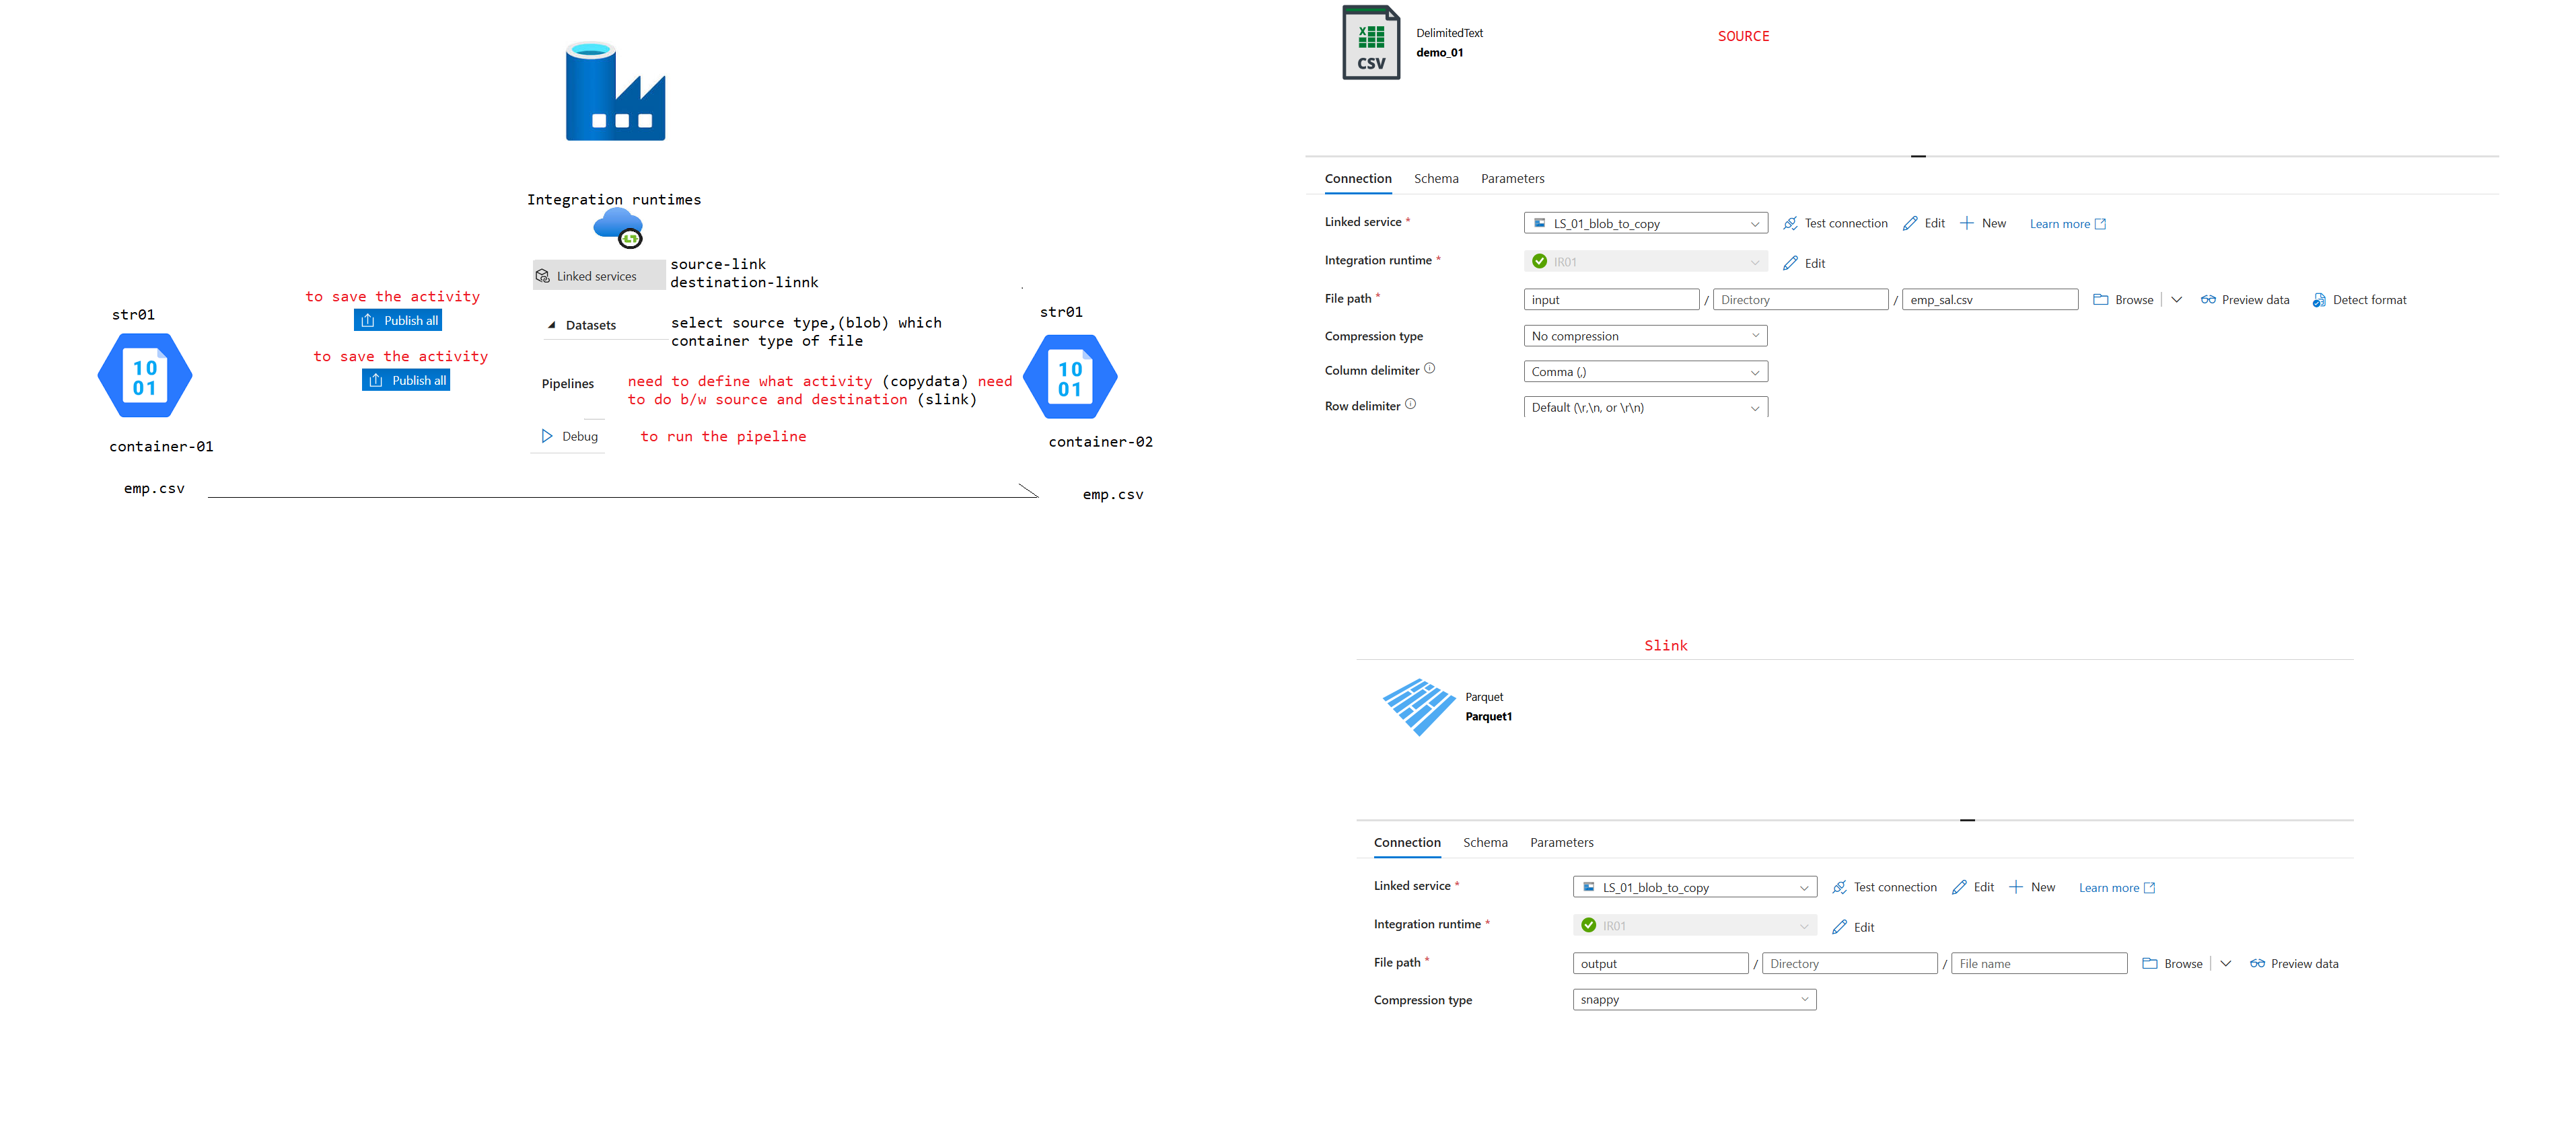 Integration runtimes
Linked services
source-link
destination-linnk
to save the activity
Publish all
to save the activity
Publish all
str01
1001
container-01
emp.csv
Datasets
select source type,(blob) which
container type of file
Pipelines
need to define what activity (copydata) need
to do b/w source and destination (slink)
Debug
to run the pipeline
str01
1001
container-02
emp.csv
X
CSV
DelimitedText
demo_01
SOURCE
Connection Schema Parameters
Linked service * LS_01_blob_to_copy Test connection Edit New Learn more
Integration runtime * IR01 Edit
File path * input / Directory / emp_sal.csv Browse Preview data Detect format
Compression type No compression
Column delimiter Comma (,)
Row delimiter Default (\r,\n, or \r\n)
Slink
Parquet
Parquet1
Connection Schema Parameters
Linked service * LS_01_blob_to_copy Test connection Edit New Learn more
Integration runtime * IR01 Edit
File path * output / Directory / File name Browse Preview data
Compression type snappy